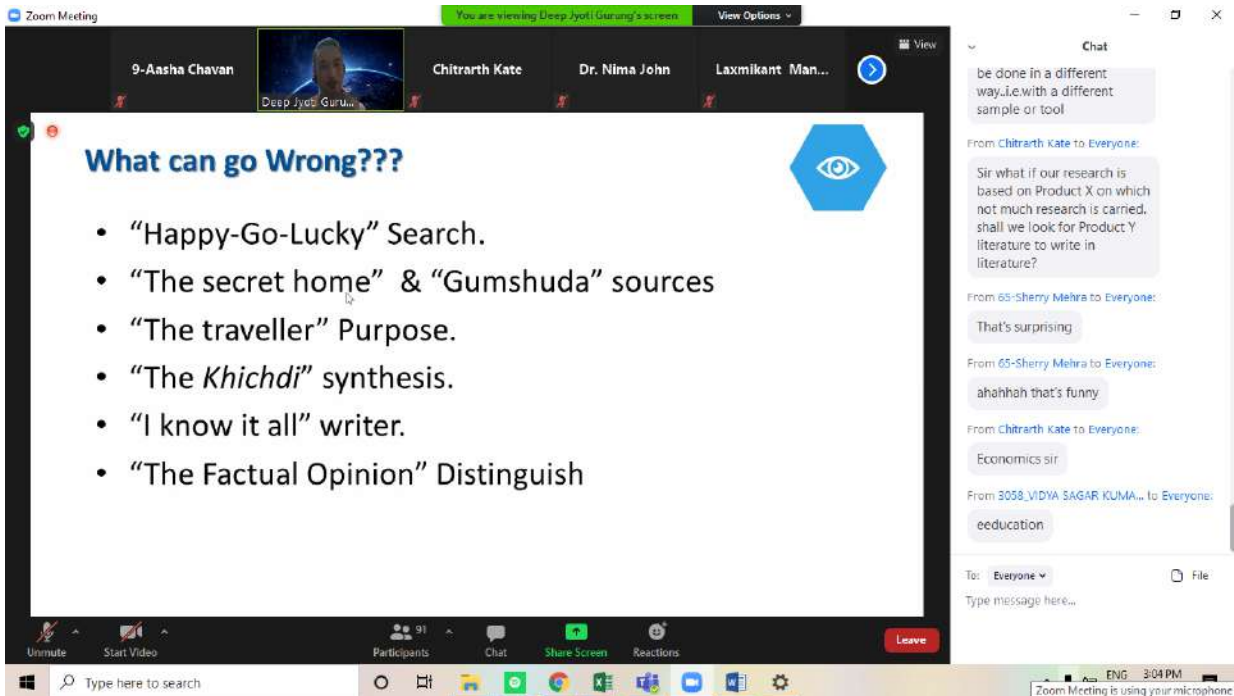 Zoom Meeting
You are viewing Deep Jyoti Gurung's screen
View Options
View
9-Aasha Chavan
Deep Jyoti Guru...
Chitrarth Kate
Dr. Nima John
Laxmikant Man...
What can go Wrong???
• "Happy-Go-Lucky" Search.
• "The secret home" & "Gumshuda" sources
• "The traveller" Purpose.
• "The Khichdi" synthesis.
• "I know it all" writer.
• "The Factual Opinion" Distinguish
Chat
be done in a different
way..i.e.with a different
sample or tool
From Chitrarth Kate to Everyone:
Sir what if our research is
based on Product X on which
not much research is carried.
shall we look for Product Y
literature to write in
literature?
From 65-Sherry Mehra to Everyone:
That's surprising
From 65-Sherry Mehra to Everyone:
ahahhah that's funny
From Chitrarth Kate to Everyone:
Economics sir
From 3058_VIDYA SAGAR KUMA... to Everyone:
eeducation
To: Everyone
File
Type message here...
Unmute
Start Video
91
Participants
Chat
Share Screen
Reactions
Leave
Type here to search
ENG
3:04 PM
Zoom Meeting is using your microphone